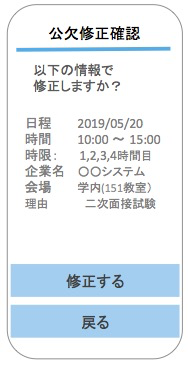 公欠修正確認
以下の情報で
修正しますか？
日程 2019/05/20
時間 10:00 〜 15:00
時限： 1,2,3,4時間目
企業名 〇〇システム
会場 学内(151教室)
理由 二次面接試験
修正する
戻る